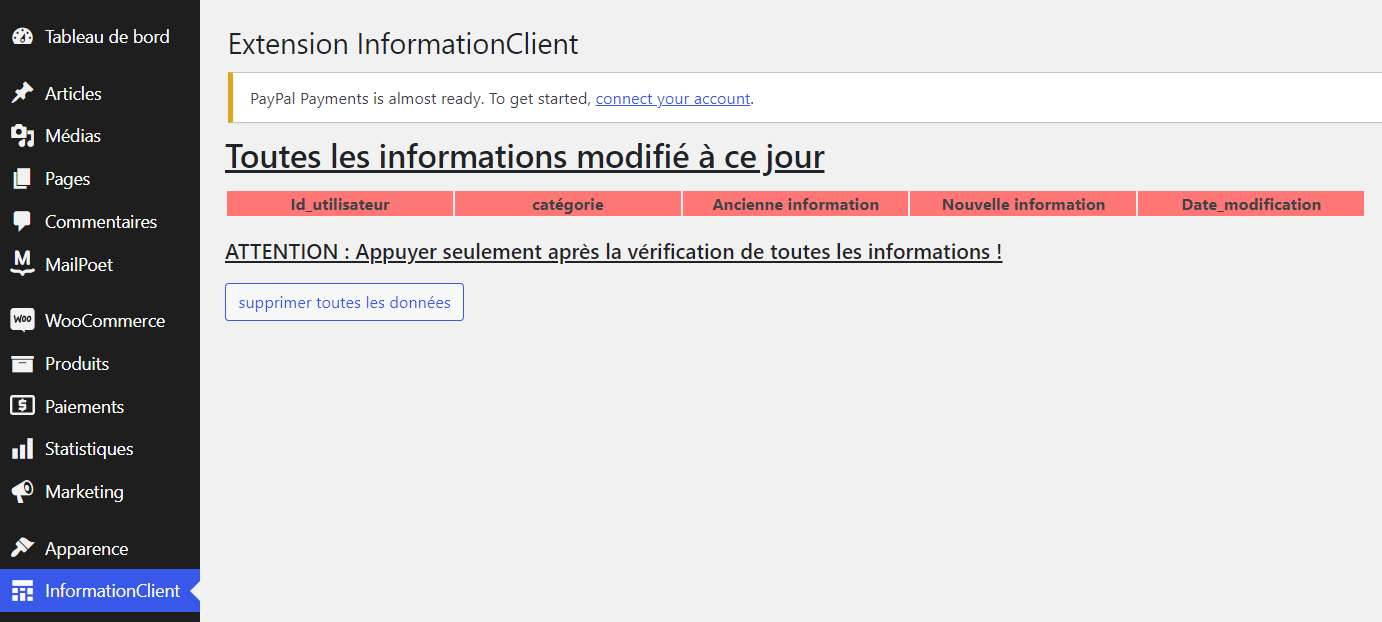 Tableau de bord
Articles
Médias
Pages
Commentaires
MailPoet
WooCommerce
Produits
Paiements
Statistiques
Marketing
Apparence
InformationClient
Extension InformationClient
PayPal Payments is almost ready. To get started, connect your account.
Toutes les informations modifié à ce jour
Id_utilisateur catégorie Ancienne information Nouvelle information Date_modification
ATTENTION : Appuyer seulement après la vérification de toutes les informations !
supprimer toutes les données